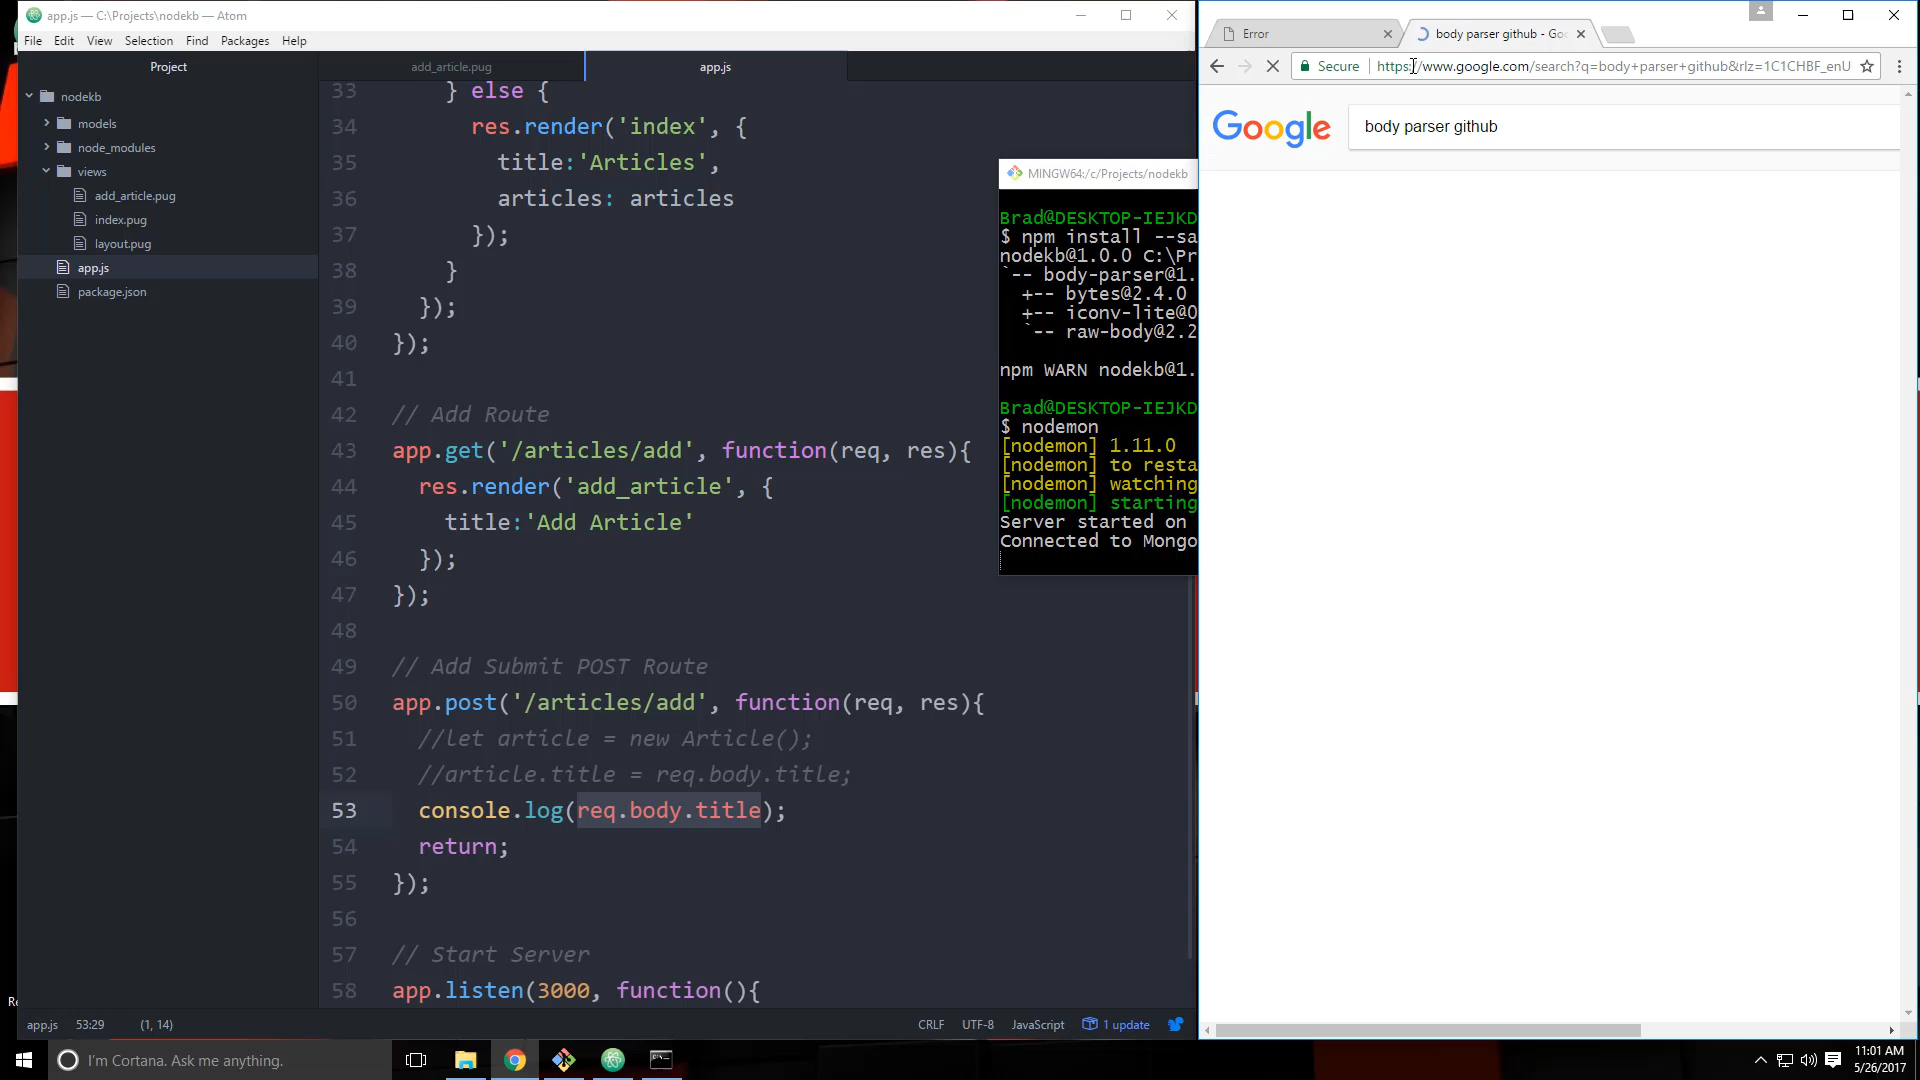 app.js — C:\Projects\nodekb — Atom
File Edit View Selection Find Packages Help
Project
nodekb
models
node_modules
views
add_article.pug
index.pug
layout.pug
app.js
package.json
add_article.pug
app.js
33 } else {
34 res.render('index', {
35 title:'Articles',
36 articles: articles
37 });
38 }
39 });
40 });
41
42 // Add Route
43 app.get('/articles/add', function(req, res){
44 res.render('add_article', {
45 title:'Add Article'
46 });
47 });
48
49 // Add Submit POST Route
50 app.post('/articles/add', function(req, res){
51 //let article = new Article();
52 //article.title = req.body.title;
53 console.log(req.body.title);
54 return;
55 });
56
57 // Start Server
58 app.listen(3000, function(){
app.js 53:29 (1, 14)
CRLF UTF-8 JavaScript 1 update
MINGW64:/c/Projects/nodekb
Brad@DESKTOP-IEJKD
$ npm install --sa
nodekb@1.0.0 C:\Pr
`-- body-parser@1.
+-- bytes@2.4.0
+-- iconv-lite@0
`-- raw-body@2.2
npm WARN nodekb@1.
Brad@DESKTOP-IEJKD
$ nodemon
[nodemon] 1.11.0
[nodemon] to resta
[nodemon] watching
[nodemon] starting
Server started on
Connected to Mongo
Error
body parser github - Goo
Secure https://www.google.com/search?q=body+parser+github&rlz=1C1CHBF_enU
Google
body parser github
I'm Cortana. Ask me anything.
11:01 AM
5/26/2017